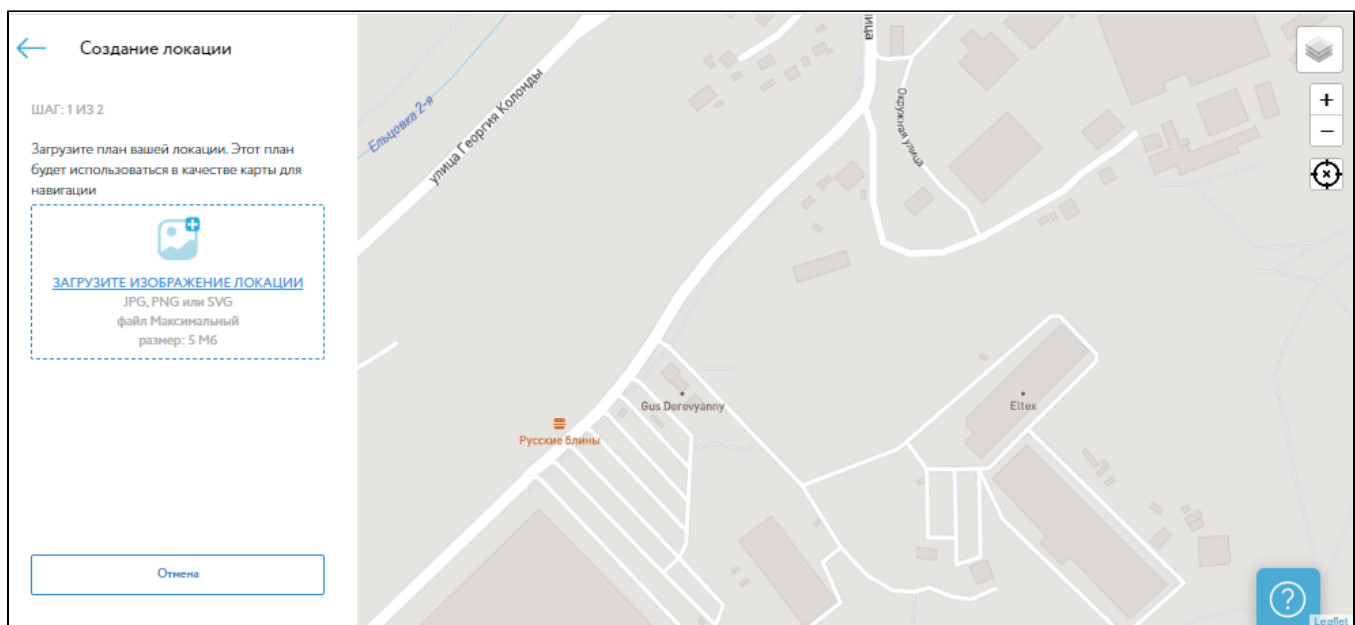 Создание локации
ШАГ: 1 ИЗ 2
Загрузите план вашей локации. Этот план
будет использоваться в качестве карты для
навигации
ЗАГРУЗИТЕ ИЗОБРАЖЕНИЕ ЛОКАЦИИ
JPG, PNG или SVG
файл Максимальный
размер: 5 Мб
Отмена
Ельцовка 2-я
улица Георгия Колонды
Окружная улица
Gus Derevyanny
Eltex
Русские блины
+
−
?
Leaflet